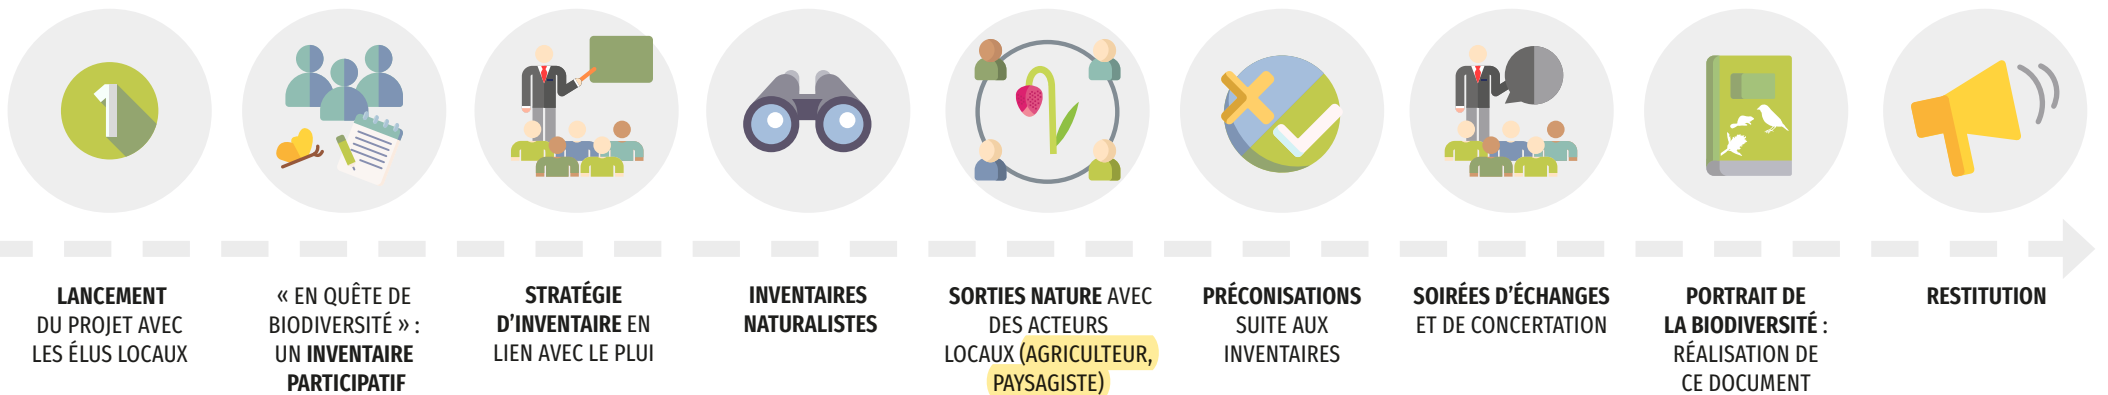 1
LANCEMENT
DU PROJET AVEC
LES ÉLUS LOCAUX
« EN QUÊTE DE
BIODIVERSITÉ » :
UN INVENTAIRE
PARTICIPATIF
STRATÉGIE
D'INVENTAIRE EN
LIEN AVEC LE PLUI
INVENTAIRES
NATURALISTES
SORTIES NATURE AVEC
DES ACTEURS
LOCAUX (AGRICULTEUR,
PAYSAGISTE)
PRÉCONISATIONS
SUITE AUX
INVENTAIRES
SOIRÉES D'ÉCHANGES
ET DE CONCERTATION
PORTRAIT DE
LA BIODIVERSITÉ :
RÉALISATION DE
CE DOCUMENT
RESTITUTION